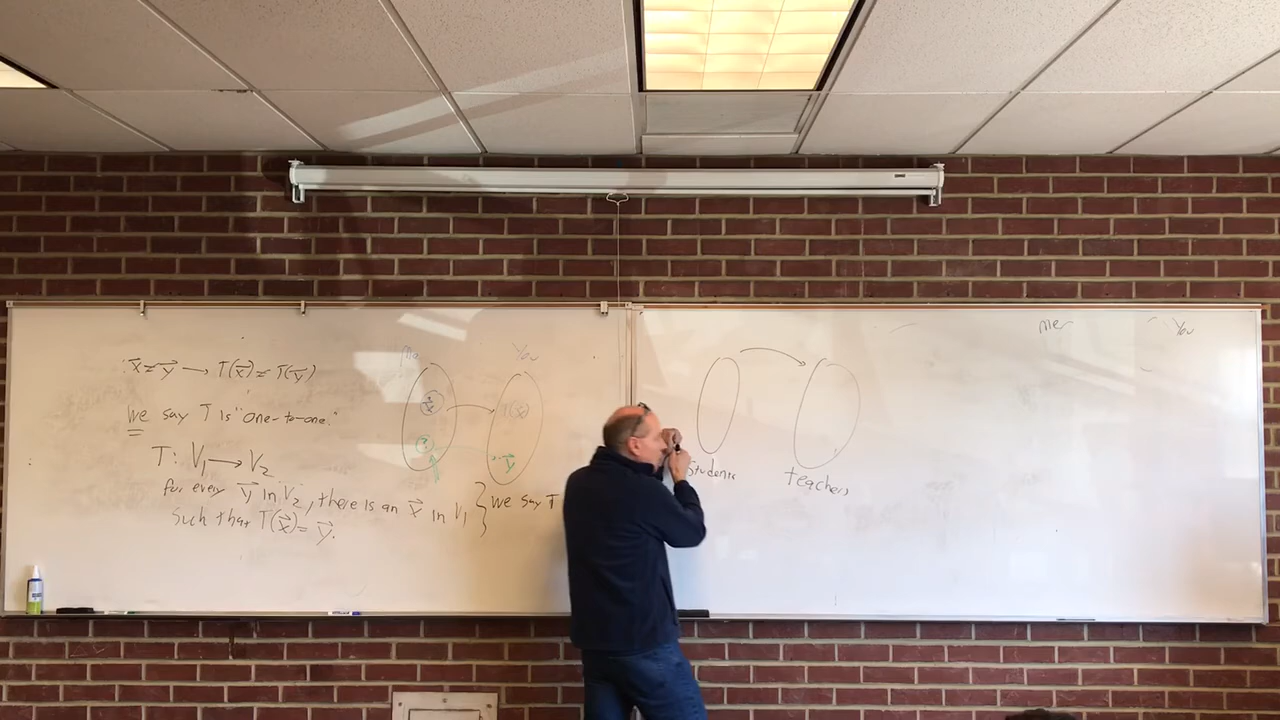 x⃗ ≠ y⃗ → T(x⃗) ≠ T(y⃗)
We say T is "one-to-one."
T: V₁ → V₂
for every y⃗ in V₂, there is an x⃗ in V₁ } we say T
such that T(x⃗) = y⃗.
Me
You
x⃗
T(x⃗)
?
y⃗
Students
teachers
Me
You